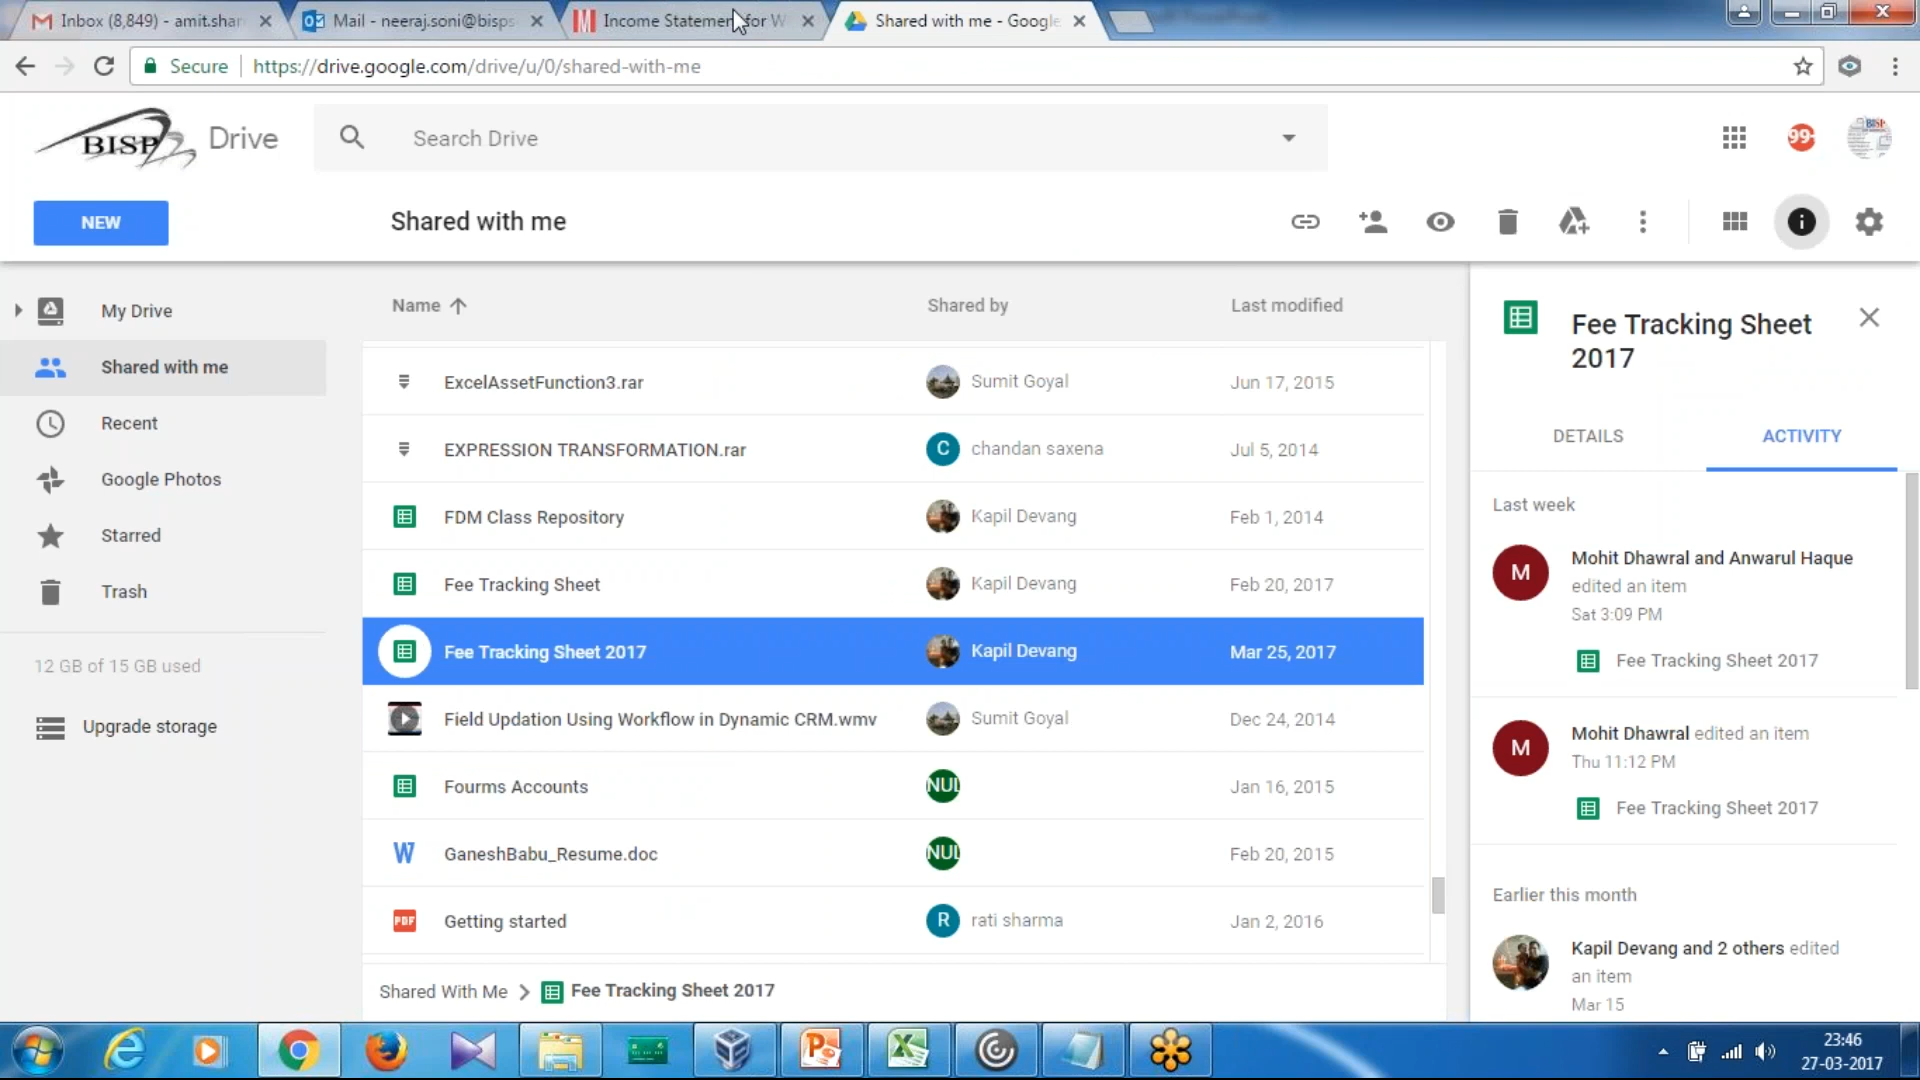 Inbox (8,849) - amit.shar
Mail - neeraj.soni@bisps
Income Statement for W
Shared with me - Google
Secure
https://drive.google.com/drive/u/0/shared-with-me
BISP
Drive
Search Drive
99+
BISP
NEW
Shared with me
My Drive
Shared with me
Recent
Google Photos
Starred
Trash
12 GB of 15 GB used
Upgrade storage
Name
Shared by
Last modified
ExcelAssetFunction3.rar
Sumit Goyal
Jun 17, 2015
EXPRESSION TRANSFORMATION.rar
C
chandan saxena
Jul 5, 2014
FDM Class Repository
Kapil Devang
Feb 1, 2014
Fee Tracking Sheet
Kapil Devang
Feb 20, 2017
Fee Tracking Sheet 2017
Kapil Devang
Mar 25, 2017
Field Updation Using Workflow in Dynamic CRM.wmv
Sumit Goyal
Dec 24, 2014
Fourms Accounts
NUL
Jan 16, 2015
W
GaneshBabu_Resume.doc
NUL
Feb 20, 2015
PDF
Getting started
R
rati sharma
Jan 2, 2016
Shared With Me
Fee Tracking Sheet 2017
Fee Tracking Sheet
2017
DETAILS
ACTIVITY
Last week
M
Mohit Dhawral and Anwarul Haque
edited an item
Sat 3:09 PM
Fee Tracking Sheet 2017
M
Mohit Dhawral edited an item
Thu 11:12 PM
Fee Tracking Sheet 2017
Earlier this month
Kapil Devang and 2 others edited
an item
Mar 15
23:46
27-03-2017